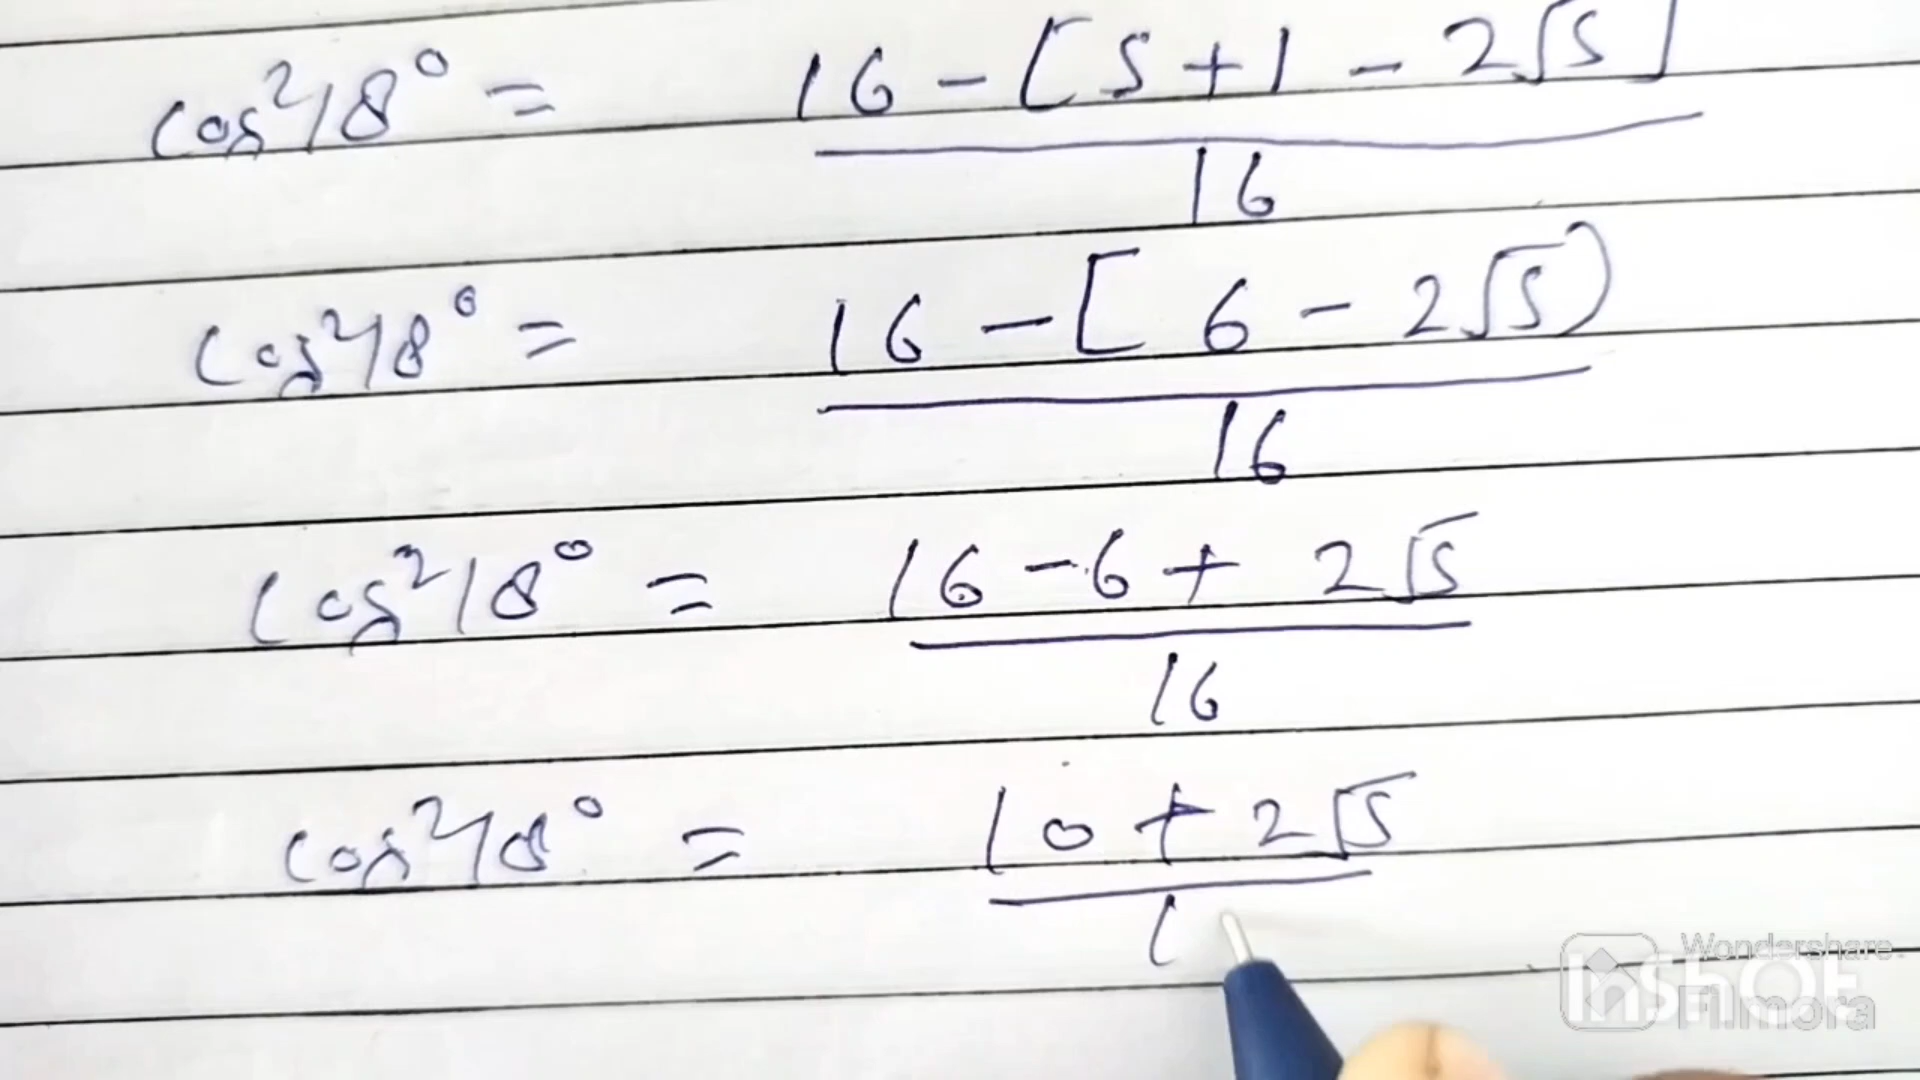 cos²18° = 16 - [5 + 1 - 2√5] / 16
cos²18° = 16 - [6 - 2√5) / 16
cos²18° = 16 - 6 + 2√5 / 16
cos²18° = 10 + 2√5 / 1
Wondershare
InShOt
Filmora